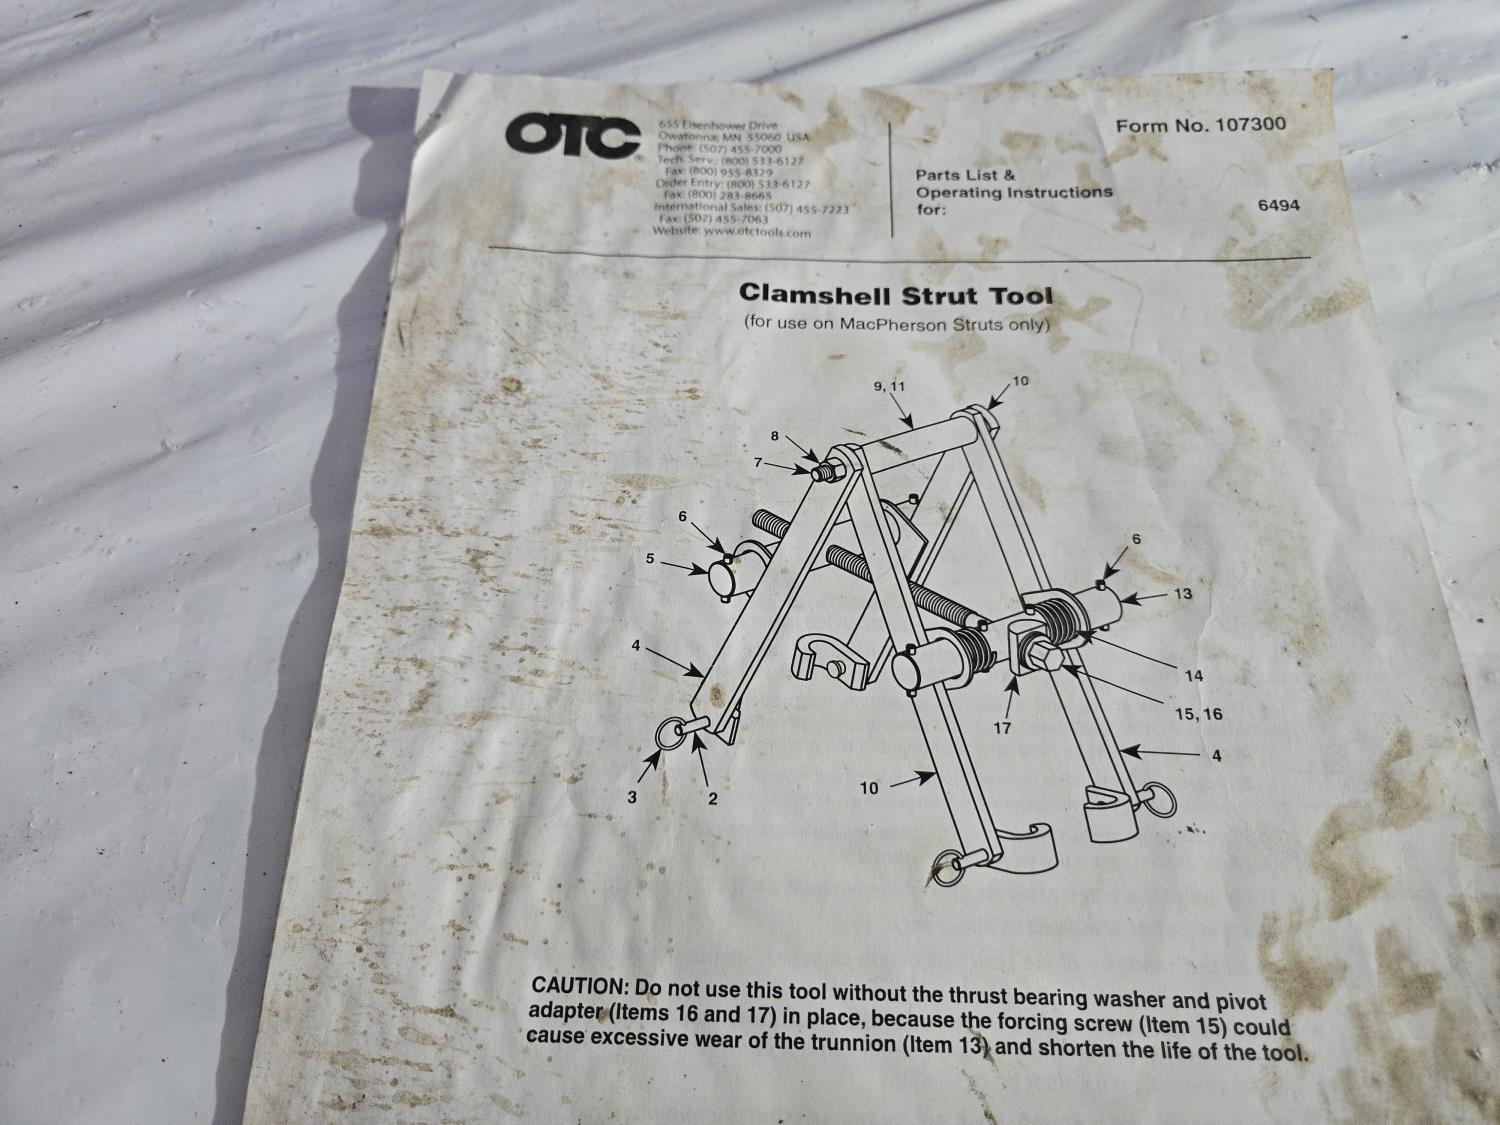 OTC®
655 Eisenhower Drive
Owatonna, MN 55060 USA
Phone: (507) 455-7000
Tech. Serv.: (800) 533-6127
Fax: (800) 955-8329
Order Entry: (800) 533-6127
Fax: (800) 283-8665
International Sales: (507) 455-7223
Fax: (507) 455-7063
Website: www.otctools.com
Form No. 107300
Parts List &
Operating Instructions
for:
6494
Clamshell Strut Tool
(for use on MacPherson Struts only)
9, 11
10
8
7
6
5
6
13
4
14
15, 16
17
4
10
3
2
CAUTION: Do not use this tool without the thrust bearing washer and pivot
adapter (Items 16 and 17) in place, because the forcing screw (Item 15) could
cause excessive wear of the trunnion (Item 13) and shorten the life of the tool.